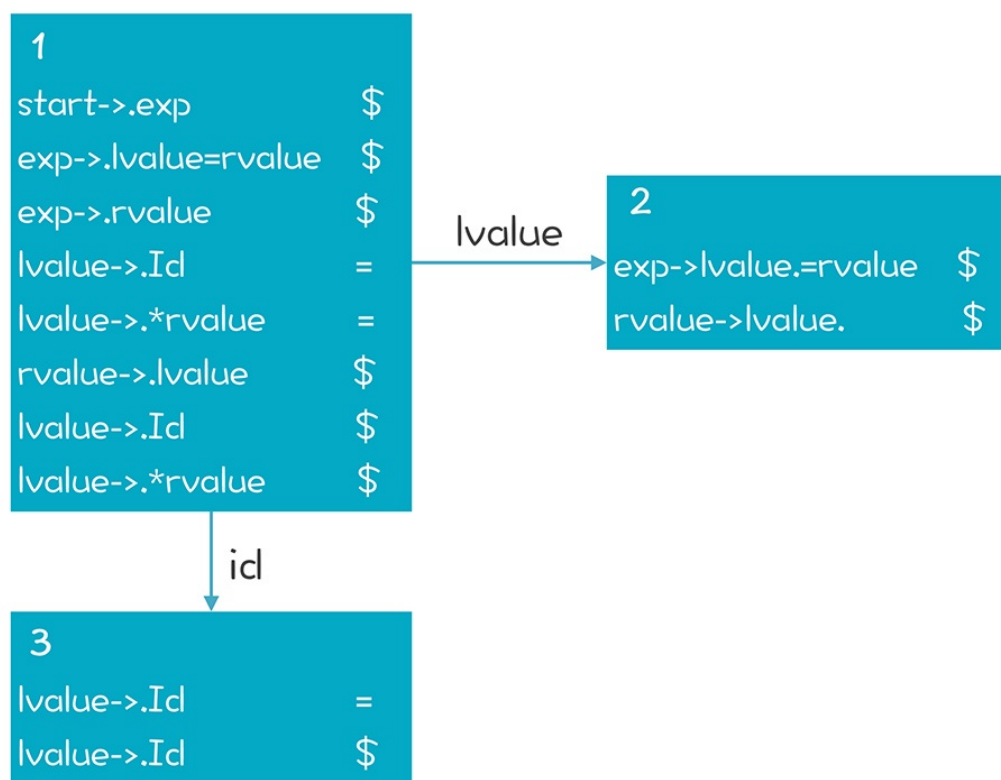 1
start->.exp $
exp->.lvalue=rvalue $
exp->.rvalue $
lvalue->.Id =
lvalue->.*rvalue =
rvalue->.lvalue $
lvalue->.Id $
lvalue->.*rvalue $
lvalue
2
exp->lvalue.=rvalue $
rvalue->lvalue. $
id
3
lvalue->.Id =
lvalue->.Id $